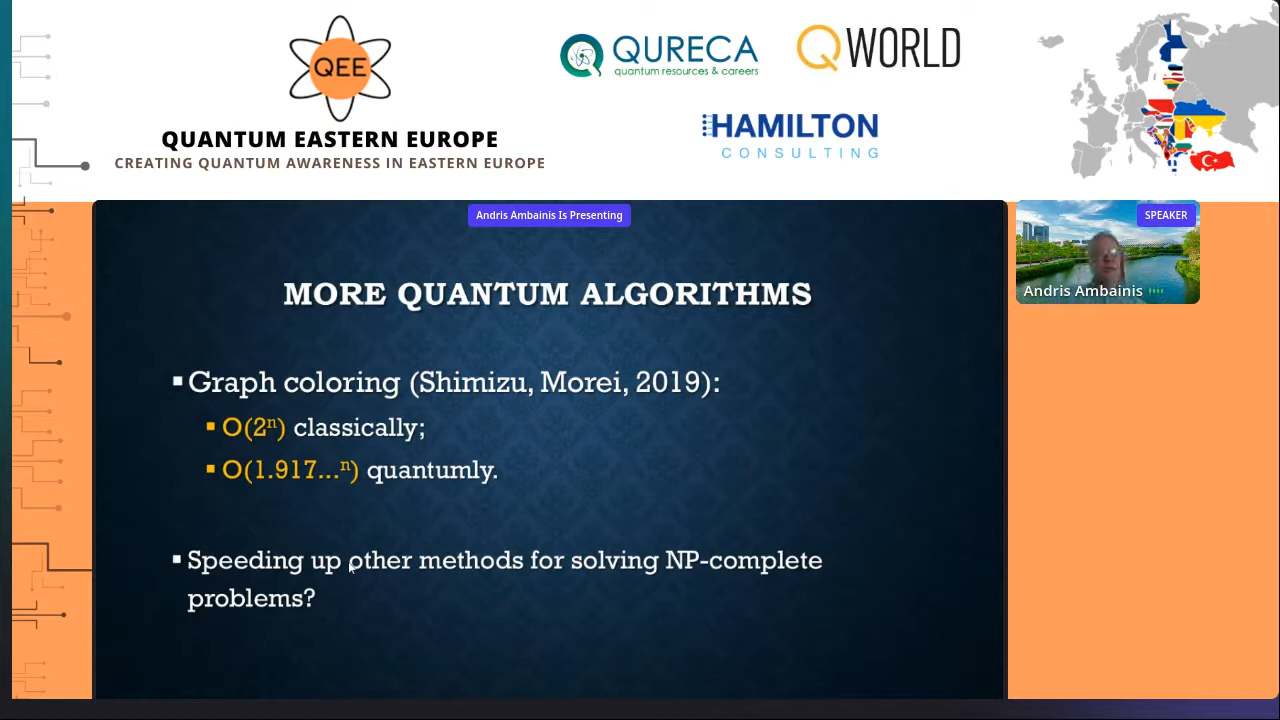 QEE
QUANTUM EASTERN EUROPE
CREATING QUANTUM AWARENESS IN EASTERN EUROPE
QURECA
quantum resources & careers
QWORLD
HAMILTON
CONSULTING
Andris Ambainis Is Presenting
SPEAKER
Andris Ambainis
MORE QUANTUM ALGORITHMS
▪ Graph coloring (Shimizu, Morei, 2019):
▪ O(2ⁿ) classically;
▪ O(1.917...ⁿ) quantumly.
▪ Speeding up other methods for solving NP-complete
problems?